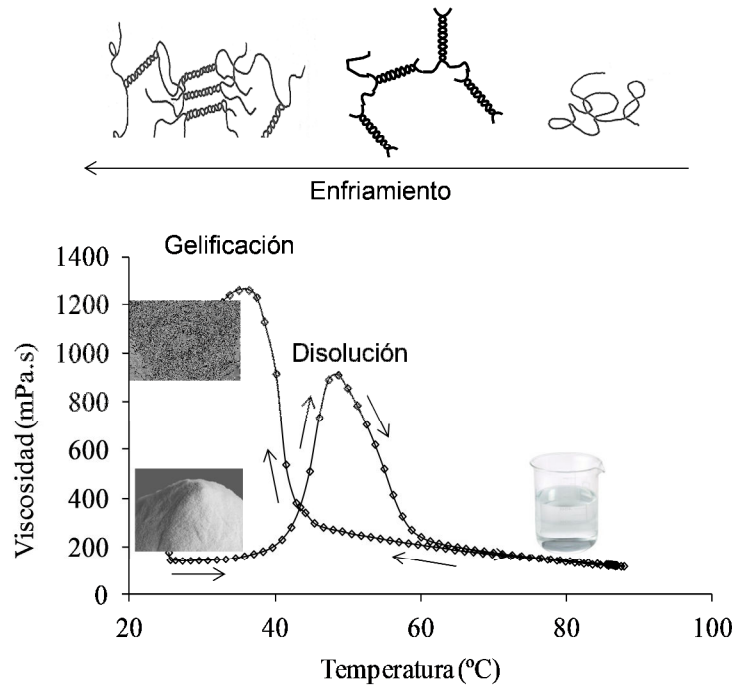 Enfriamiento
Gelificación
Disolución
Viscosidad (mPa.s)
1400
1200
1000
800
600
400
200
0
20
40
60
80
100
Temperatura (ºC)